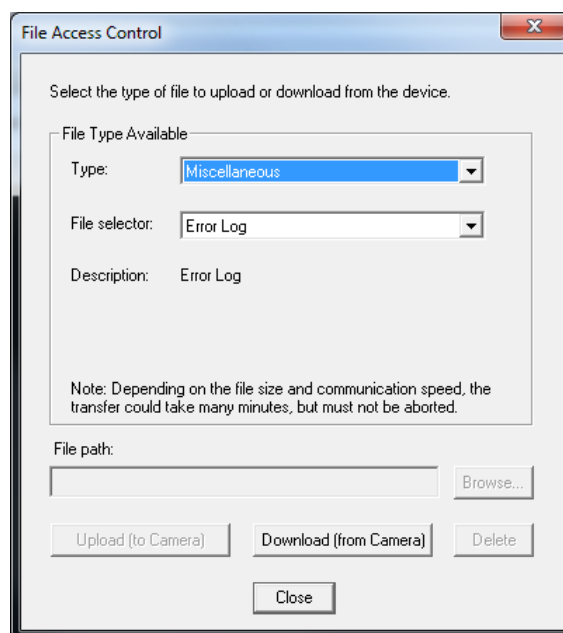 File Access Control
Select the type of file to upload or download from the device.
File Type Available
Type: Miscellaneous
File selector: Error Log
Description: Error Log
Note: Depending on the file size and communication speed, the
transfer could take many minutes, but must not be aborted.
File path:
Browse...
Upload (to Camera) Download (from Camera) Delete
Close